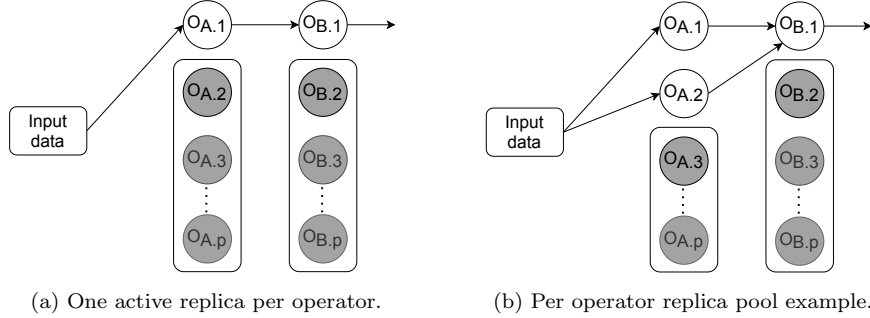 OA.1
OB.1
OA.2
OB.2
Input
data
OA.3
OB.3
OA.p
OB.p
(a) One active replica per operator.
OA.1
OB.1
OA.2
OB.2
Input
data
OA.3
OB.3
OA.p
OB.p
(b) Per operator replica pool example.